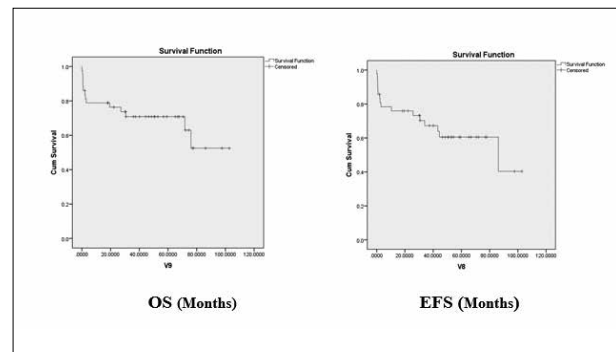 Survival Function
Survival Function
Censored
Cum Survival
1.0
0.8
0.6
0.4
0.2
0.0
.0000 20.0000 40.0000 60.0000 80.0000 100.0000 120.0000
V9
OS (Months)
Survival Function
Survival Function
Censored
Cum Survival
1.0
0.8
0.6
0.4
0.2
0.0
.0000 20.0000 40.0000 60.0000 80.0000 100.0000 120.0000
V8
EFS (Months)